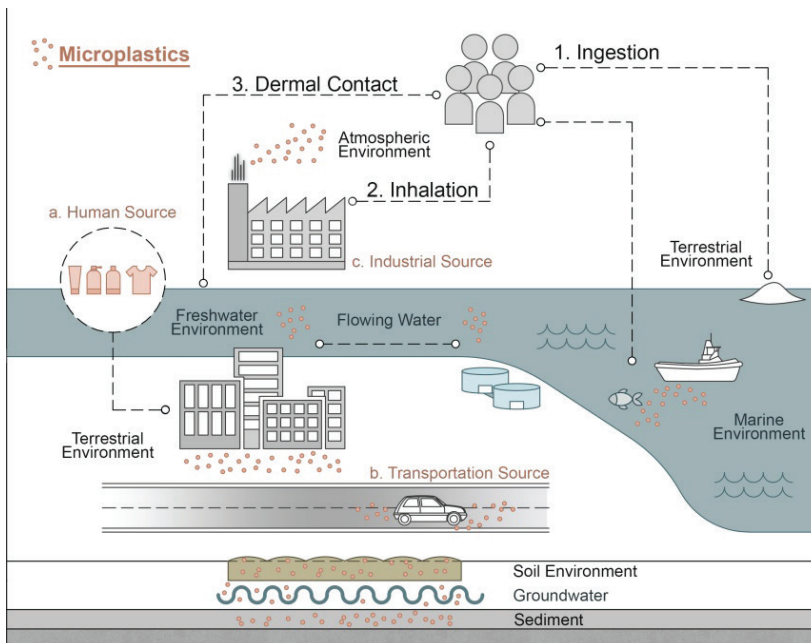 Microplastics
1. Ingestion
3. Dermal Contact
Atmospheric
Environment
2. Inhalation
a. Human Source
c. Industrial Source
Terrestrial
Environment
Freshwater
Environment
Flowing Water
Marine
Environment
Terrestrial
Environment
b. Transportation Source
Soil Environment
Groundwater
Sediment